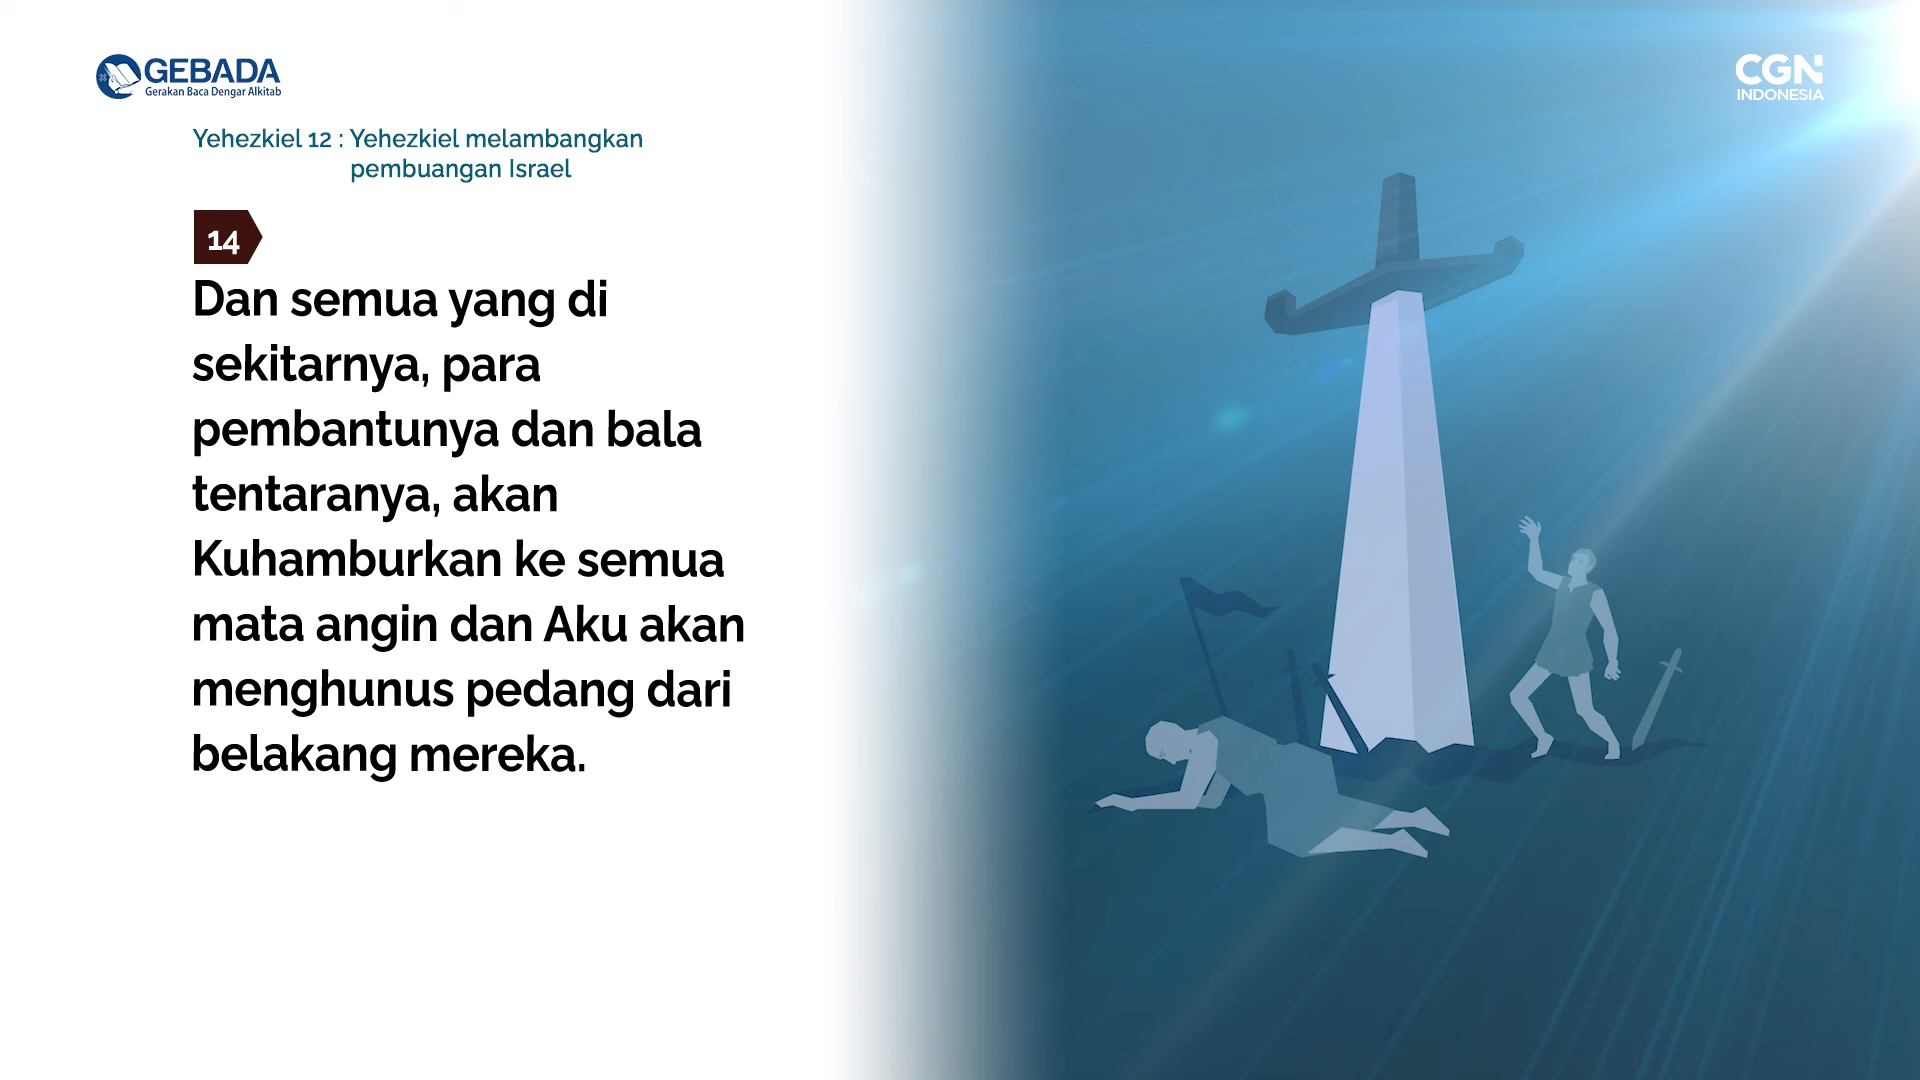 GEBADA
Gerakan Baca Dengar Alkitab
CGN
INDONESIA
Yehezkiel 12 : Yehezkiel melambangkan
pembuangan Israel
14
Dan semua yang di
sekitarnya, para
pembantunya dan bala
tentaranya, akan
Kuhamburkan ke semua
mata angin dan Aku akan
menghunus pedang dari
belakang mereka.